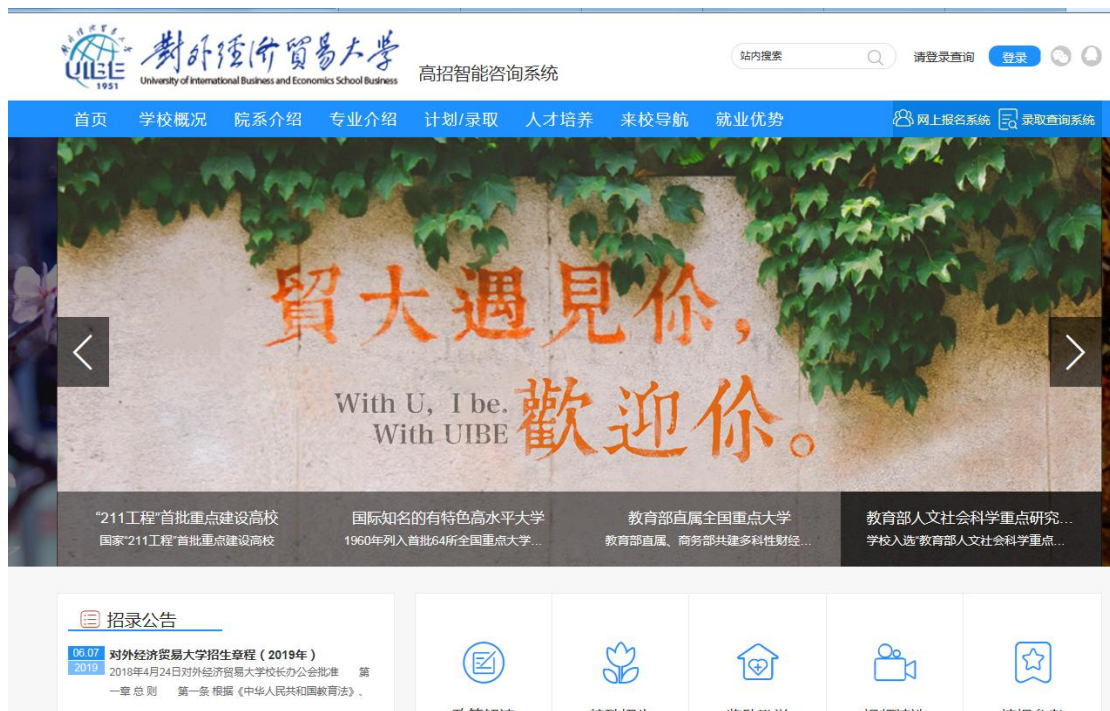 UIBE
1951
對外經济貿易大学
University of International Business and Economics School Business
高招智能咨询系统
站内搜索
请登录查询
登录
首页 学校概况 院系介绍 专业介绍 计划/录取 人才培养 来校导航 就业优势 网上报名系统 录取查询系统
貿大遇見你,
With U, I be.
With UIBE
歡迎你。
“211工程”首批重点建设高校
国家“211工程”首批重点建设高校
国际知名的有特色高水平大学
1960年列入首批64所全国重点大学...
教育部直属全国重点大学
教育部直属、商务部共建多科性财经...
教育部人文社会科学重点研究...
学校入选“教育部人文社会科学重点...
招录公告
06.07
2019
对外经济贸易大学招生章程(2019年)
2018年4月24日对外经济贸易大学校长办公会批准 第
一章 总 则 第一条 根据《中华人民共和国教育法》、